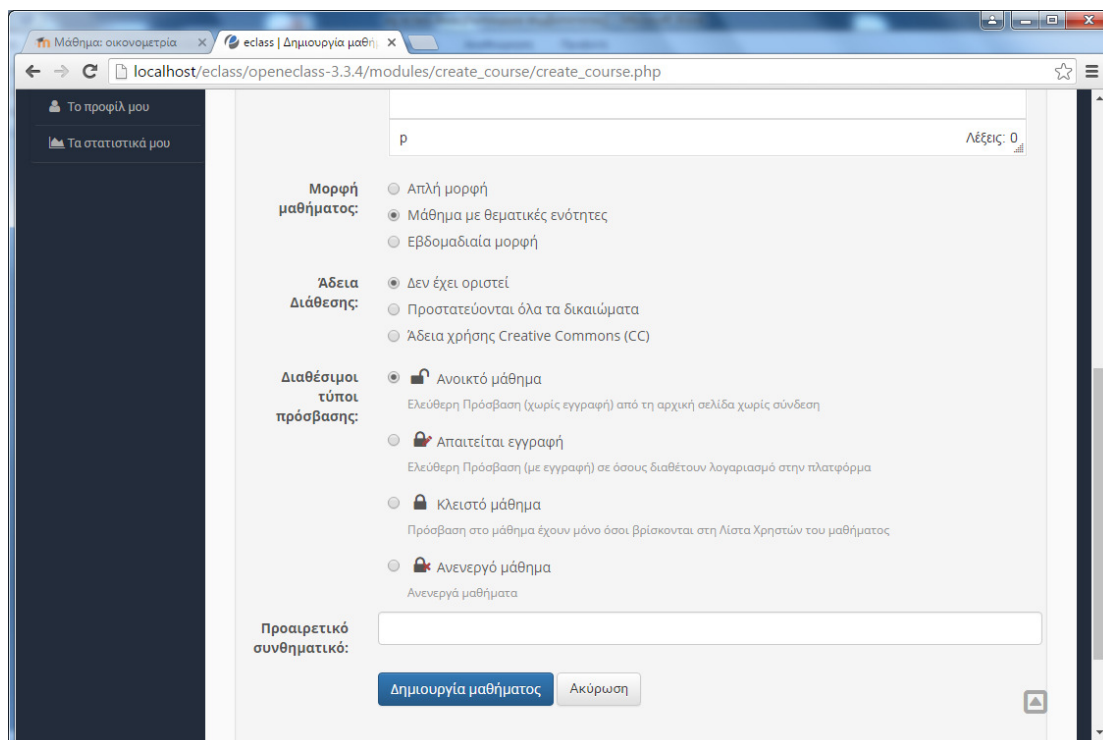 Μάθημα: οικονομετρία
eclass | Δημιουργία μαθή
localhost/eclass/openeclass-3.3.4/modules/create_course/create_course.php
Το προφίλ μου
Τα στατιστικά μου
p
Λέξεις: 0
Μορφή
μαθήματος:
Απλή μορφή
Μάθημα με θεματικές ενότητες
Εβδομαδιαία μορφή
Άδεια
Διάθεσης:
Δεν έχει οριστεί
Προστατεύονται όλα τα δικαιώματα
Άδεια χρήσης Creative Commons (CC)
Διαθέσιμοι
τύποι
πρόσβασης:
Ανοικτό μάθημα
Ελεύθερη Πρόσβαση (χωρίς εγγραφή) από τη αρχική σελίδα χωρίς σύνδεση
Απαιτείται εγγραφή
Ελεύθερη Πρόσβαση (με εγγραφή) σε όσους διαθέτουν λογαριασμό στην πλατφόρμα
Κλειστό μάθημα
Πρόσβαση στο μάθημα έχουν μόνο όσοι βρίσκονται στη Λίστα Χρηστών του μαθήματος
Ανενεργό μάθημα
Ανενεργά μαθήματα
Προαιρετικό
συνθηματικό:
Δημιουργία μαθήματος
Ακύρωση